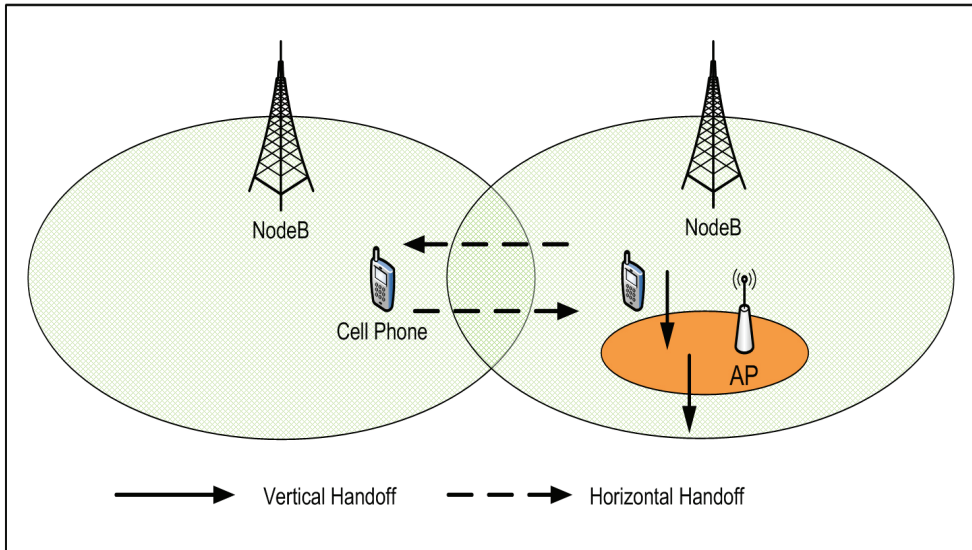 NodeB
NodeB
Cell Phone
AP
Vertical Handoff
Horizontal Handoff